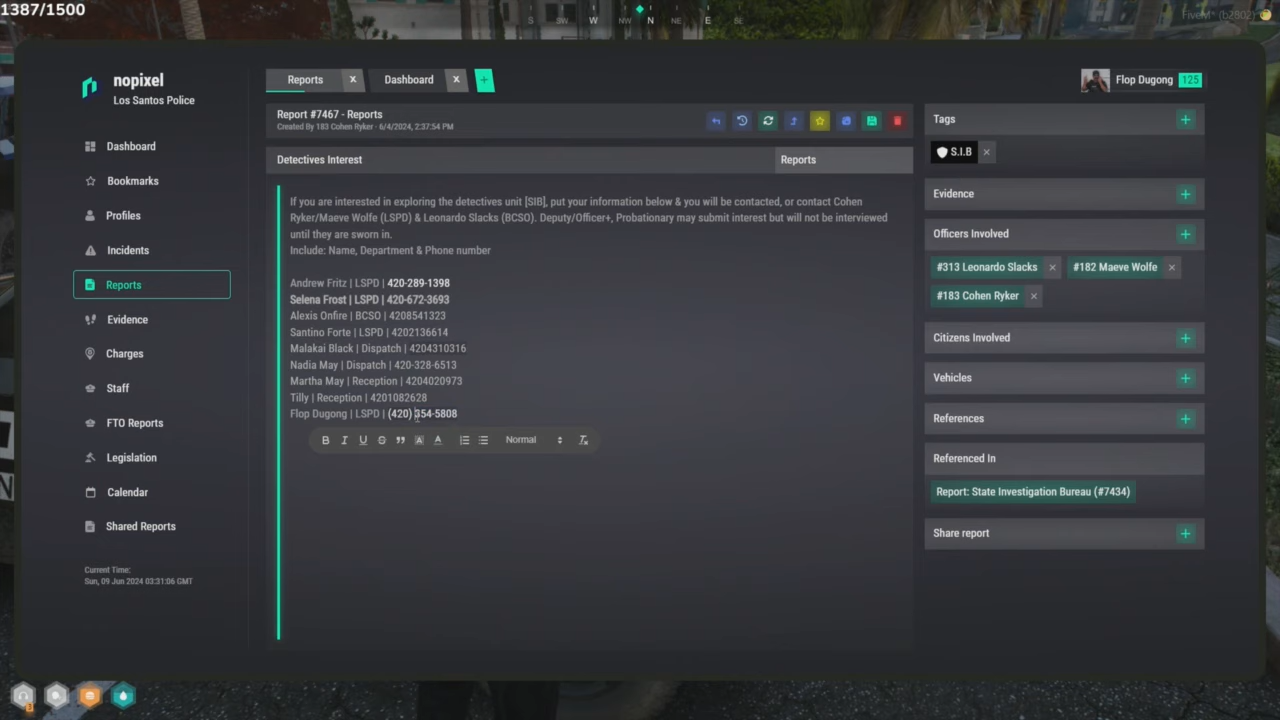 1387/1500
S SW W NW N NE E SE
FiveM® (b2802)
nopixel
Los Santos Police
Dashboard
Bookmarks
Profiles
Incidents
Reports
Evidence
Charges
Staff
FTO Reports
Legislation
Calendar
Shared Reports
Current Time:
Sun, 09 Jun 2024 03:31:06 GMT
Reports x Dashboard x +
Report #7467 - Reports
Created By 183 Cohen Ryker - 6/4/2024, 2:37:54 PM
Detectives Interest
Reports
If you are interested in exploring the detectives unit [SIB], put your information below & you will be contacted, or contact Cohen
Ryker/Maeve Wolfe (LSPD) & Leonardo Slacks (BCSO). Deputy/Officer+, Probationary may submit interest but will not be interviewed
until they are sworn in.
Include: Name, Department & Phone number
Andrew Fritz | LSPD | 420-289-1398
Selena Frost | LSPD | 420-672-3693
Alexis Onfire | BCSO | 4208541323
Santino Forte | LSPD | 4202136614
Malakai Black | Dispatch | 4204310316
Nadia May | Dispatch | 420-328-6513
Martha May | Reception | 4204020973
Tilly | Reception | 4201082628
Flop Dugong | LSPD | (420) 354-5808
B I U S A A Normal
Flop Dugong 125
Tags +
S.I.B x
Evidence +
Officers Involved +
#313 Leonardo Slacks x #182 Maeve Wolfe x
#183 Cohen Ryker x
Citizens Involved +
Vehicles +
References +
Referenced In
Report: State Investigation Bureau (#7434)
Share report +
3